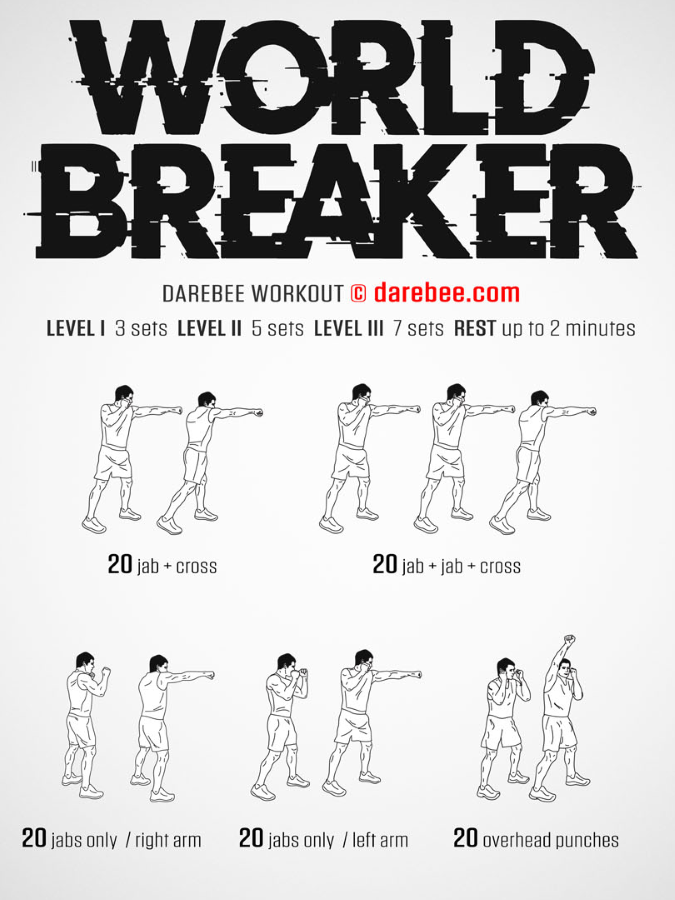 WORLD
BREAKER
DAREBEE WORKOUT © darebee.com
LEVEL I 3 sets LEVEL II 5 sets LEVEL III 7 sets REST up to 2 minutes
20 jab + cross
20 jab + jab + cross
20 jabs only / right arm
20 jabs only / left arm
20 overhead punches